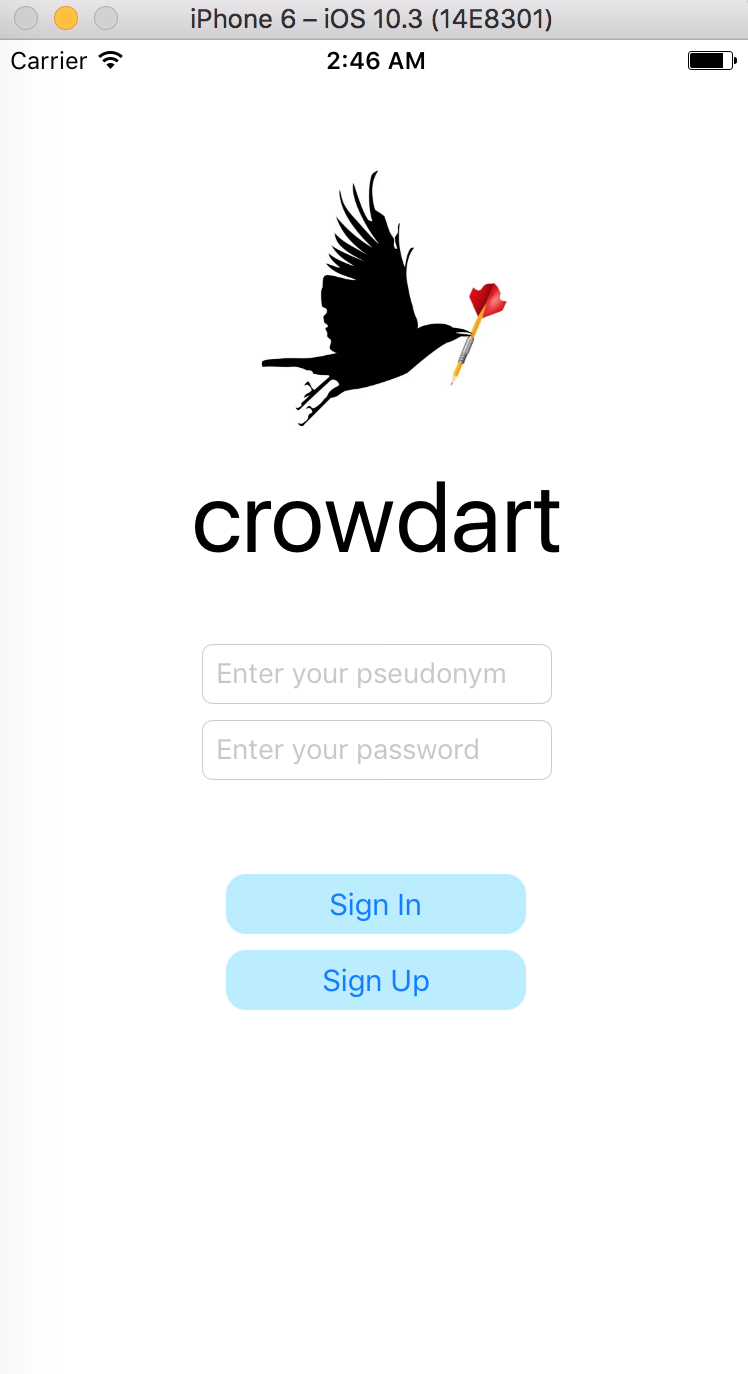 iPhone 6 – iOS 10.3 (14E8301)
Carrier 2:46 AM
crowdart
Enter your pseudonym
Enter your password
Sign In
Sign Up